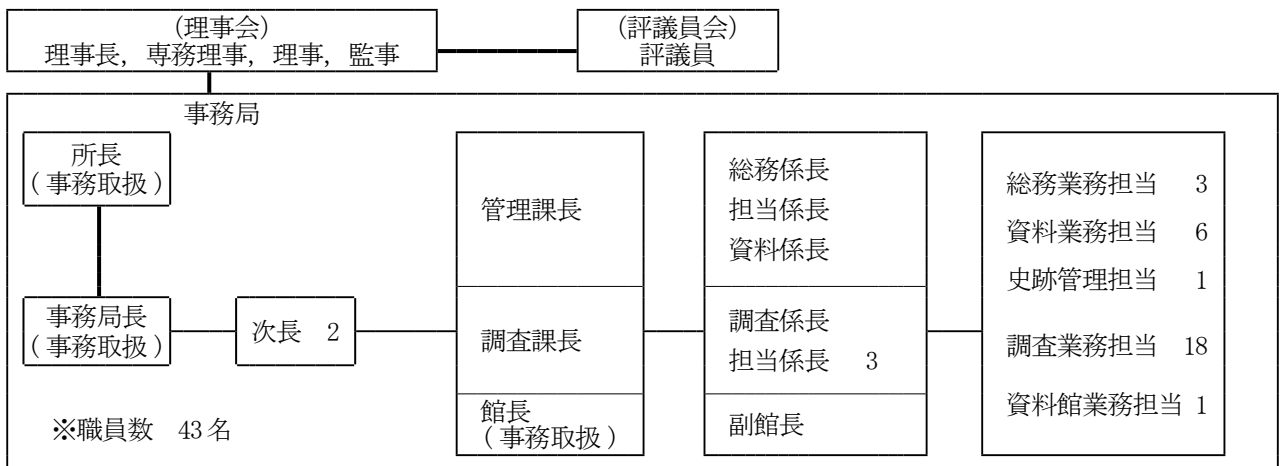 (理事会)
理事長, 専務理事, 理事, 監事
(評議員会)
評議員
事務局
所長
(事務取扱)
事務局長
(事務取扱)
次長 2
管理課長
調査課長
館長
(事務取扱)
総務係長
担当係長
資料係長
調査係長
担当係長 3
副館長
総務業務担当 3
資料業務担当 6
史跡管理担当 1
調査業務担当 18
資料館業務担当 1
※職員数 43名